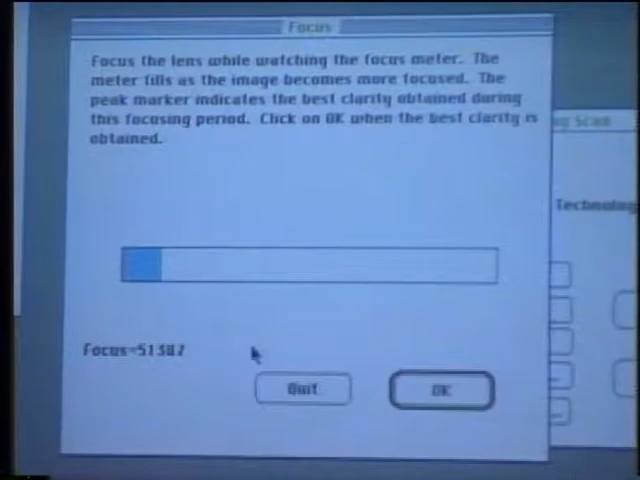 Focus
Focus the lens while watching the focus meter. The
meter fills as the image becomes more focused. The
peak marker indicates the best clarity obtained during
this focusing period. Click on OK when the best clarity is
obtained.
Scan
Technolog
Quit
OK